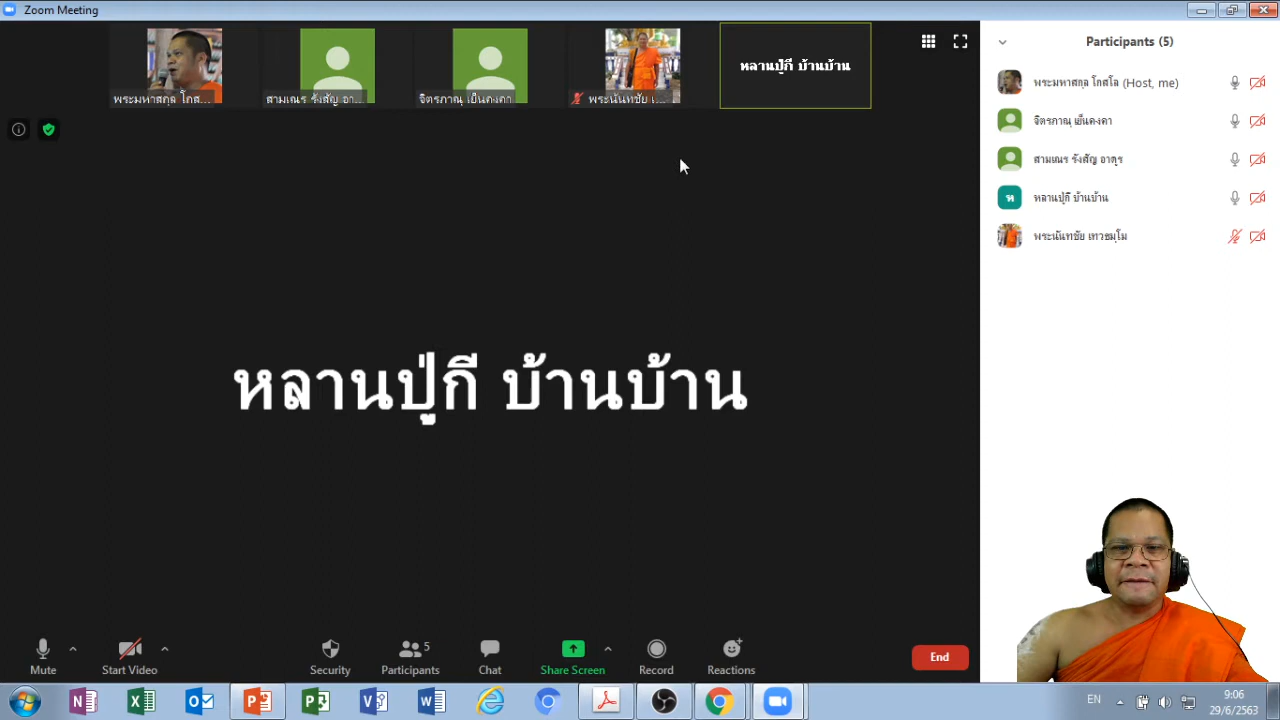 Zoom Meeting
พระมหาสกุล โกส...
สามเณร รังสัญ อา...
จิตรภาณุ เย็นคงคา
พระนันทชัย เ...
หลานปู่กี บ้านบ้าน
Participants (5)
พระมหาสกุล โกสโล (Host, me)
จิตรภาณุ เย็นคงคา
สามเณร รังสัญ อาดูร
ห
หลานปู่กี บ้านบ้าน
พระนันทชัย เทวธมฺโม
หลานปู่กี บ้านบ้าน
Mute
Start Video
Security
5
Participants
Chat
Share Screen
Record
Reactions
End
EN
9:06
29/6/2563